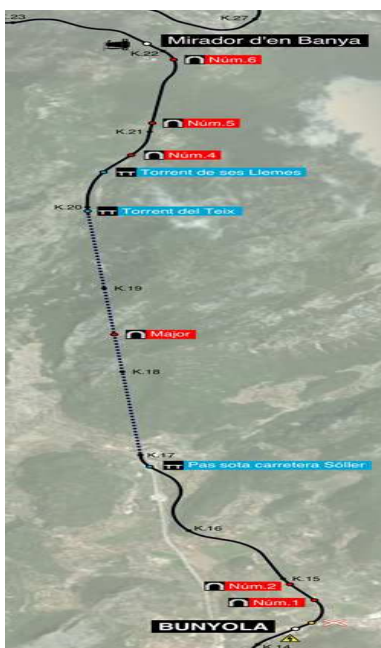 K.23
K.27
Mirador d'en Banya
K.22
Núm.6
Núm.5
K.21
Núm.4
Torrent de ses Llemes
K.20
Torrent del Teix
K.19
Major
K.18
K.17
Pas sota carretera Sóller
K.16
K.15
Núm.2
Núm.1
BUNYOLA
K.14